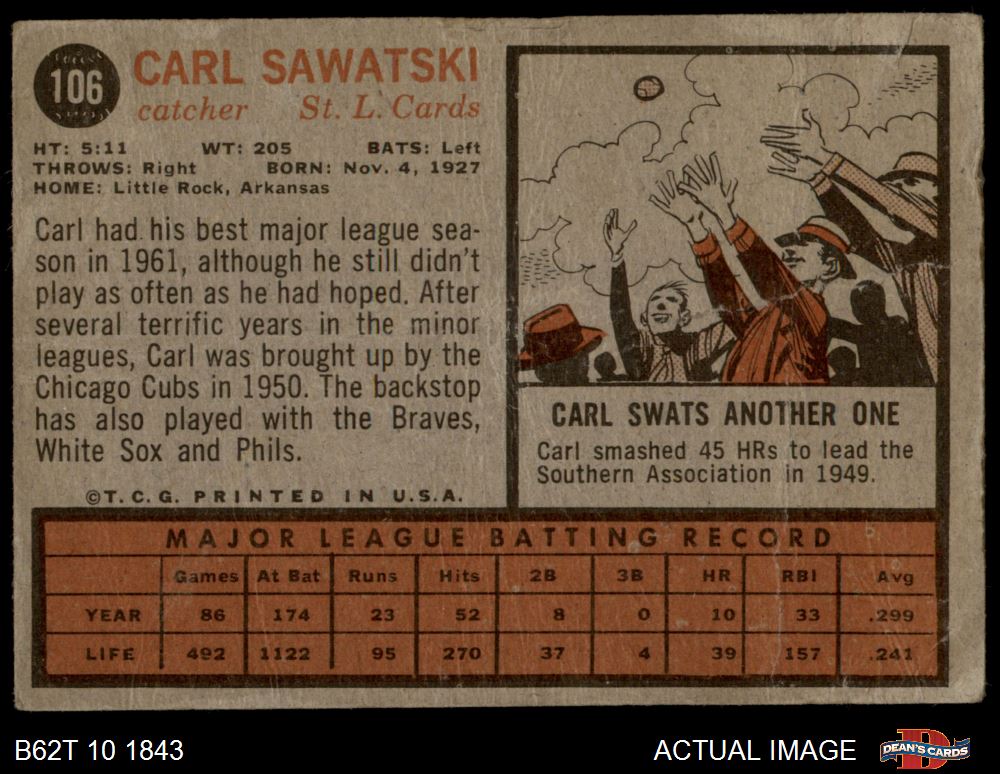 106
CARL SAWATSKI
catcher St. L. Cards
HT: 5:11 WT: 205 BATS: Left
THROWS: Right BORN: Nov. 4, 1927
HOME: Little Rock, Arkansas
Carl had his best major league sea-
son in 1961, although he still didn't
play as often as he had hoped. After
several terrific years in the minor
leagues, Carl was brought up by the
Chicago Cubs in 1950. The backstop
has also played with the Braves,
White Sox and Phils.
©T.C.G. PRINTED IN U.S.A.
CARL SWATS ANOTHER ONE
Carl smashed 45 HRs to lead the
Southern Association in 1949.
MAJOR LEAGUE BATTING RECORD
Games At Bat Runs Hits 2B 3B HR RBI Avg
YEAR 86 174 23 52 8 0 10 33 .299
LIFE 492 1122 95 270 37 4 39 157 .241
B62T 10 1843 ACTUAL IMAGE DEAN'S CARDS